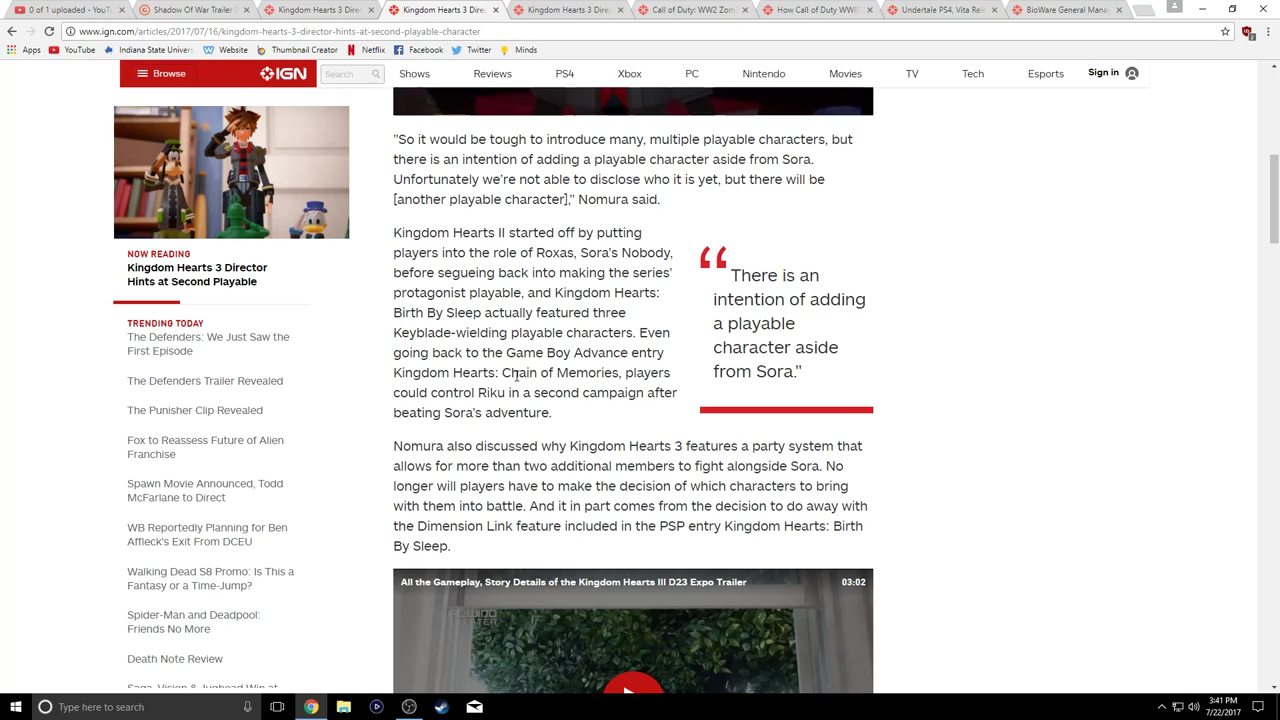 0 of 1 uploaded - YouT
Shadow Of War Trailer
Kingdom Hearts 3 Direc
Kingdom Hearts 3 Direc
Kingdom Hearts 3 Direc
Call of Duty: WW2 Zom
How Call of Duty WWII
Undertale PS4, Vita Rele
BioWare General Mana
www.ign.com/articles/2017/07/16/kingdom-hearts-3-director-hints-at-second-playable-character
Apps YouTube Indiana State Univers Website Thumbnail Creator Netflix Facebook Twitter Minds
Browse IGN Search Shows Reviews PS4 Xbox PC Nintendo Movies TV Tech Esports Sign in
NOW READING
Kingdom Hearts 3 Director
Hints at Second Playable
TRENDING TODAY
The Defenders: We Just Saw the
First Episode
The Defenders Trailer Revealed
The Punisher Clip Revealed
Fox to Reassess Future of Alien
Franchise
Spawn Movie Announced, Todd
McFarlane to Direct
WB Reportedly Planning for Ben
Affleck's Exit From DCEU
Walking Dead S8 Promo: Is This a
Fantasy or a Time-Jump?
Spider-Man and Deadpool:
Friends No More
Death Note Review
"So it would be tough to introduce many, multiple playable characters, but
there is an intention of adding a playable character aside from Sora.
Unfortunately we're not able to disclose who it is yet, but there will be
[another playable character]," Nomura said.
Kingdom Hearts II started off by putting
players into the role of Roxas, Sora's Nobody,
before segueing back into making the series'
protagonist playable, and Kingdom Hearts:
Birth By Sleep actually featured three
Keyblade-wielding playable characters. Even
going back to the Game Boy Advance entry
Kingdom Hearts: Chain of Memories, players
could control Riku in a second campaign after
beating Sora's adventure.
“There is an
intention of adding
a playable
character aside
from Sora."
Nomura also discussed why Kingdom Hearts 3 features a party system that
allows for more than two additional members to fight alongside Sora. No
longer will players have to make the decision of which characters to bring
with them into battle. And it in part comes from the decision to do away with
the Dimension Link feature included in the PSP entry Kingdom Hearts: Birth
By Sleep.
All the Gameplay, Story Details of the Kingdom Hearts III D23 Expo Trailer 03:02
REWIND
THEATER
Type here to search
3:41 PM
7/22/2017